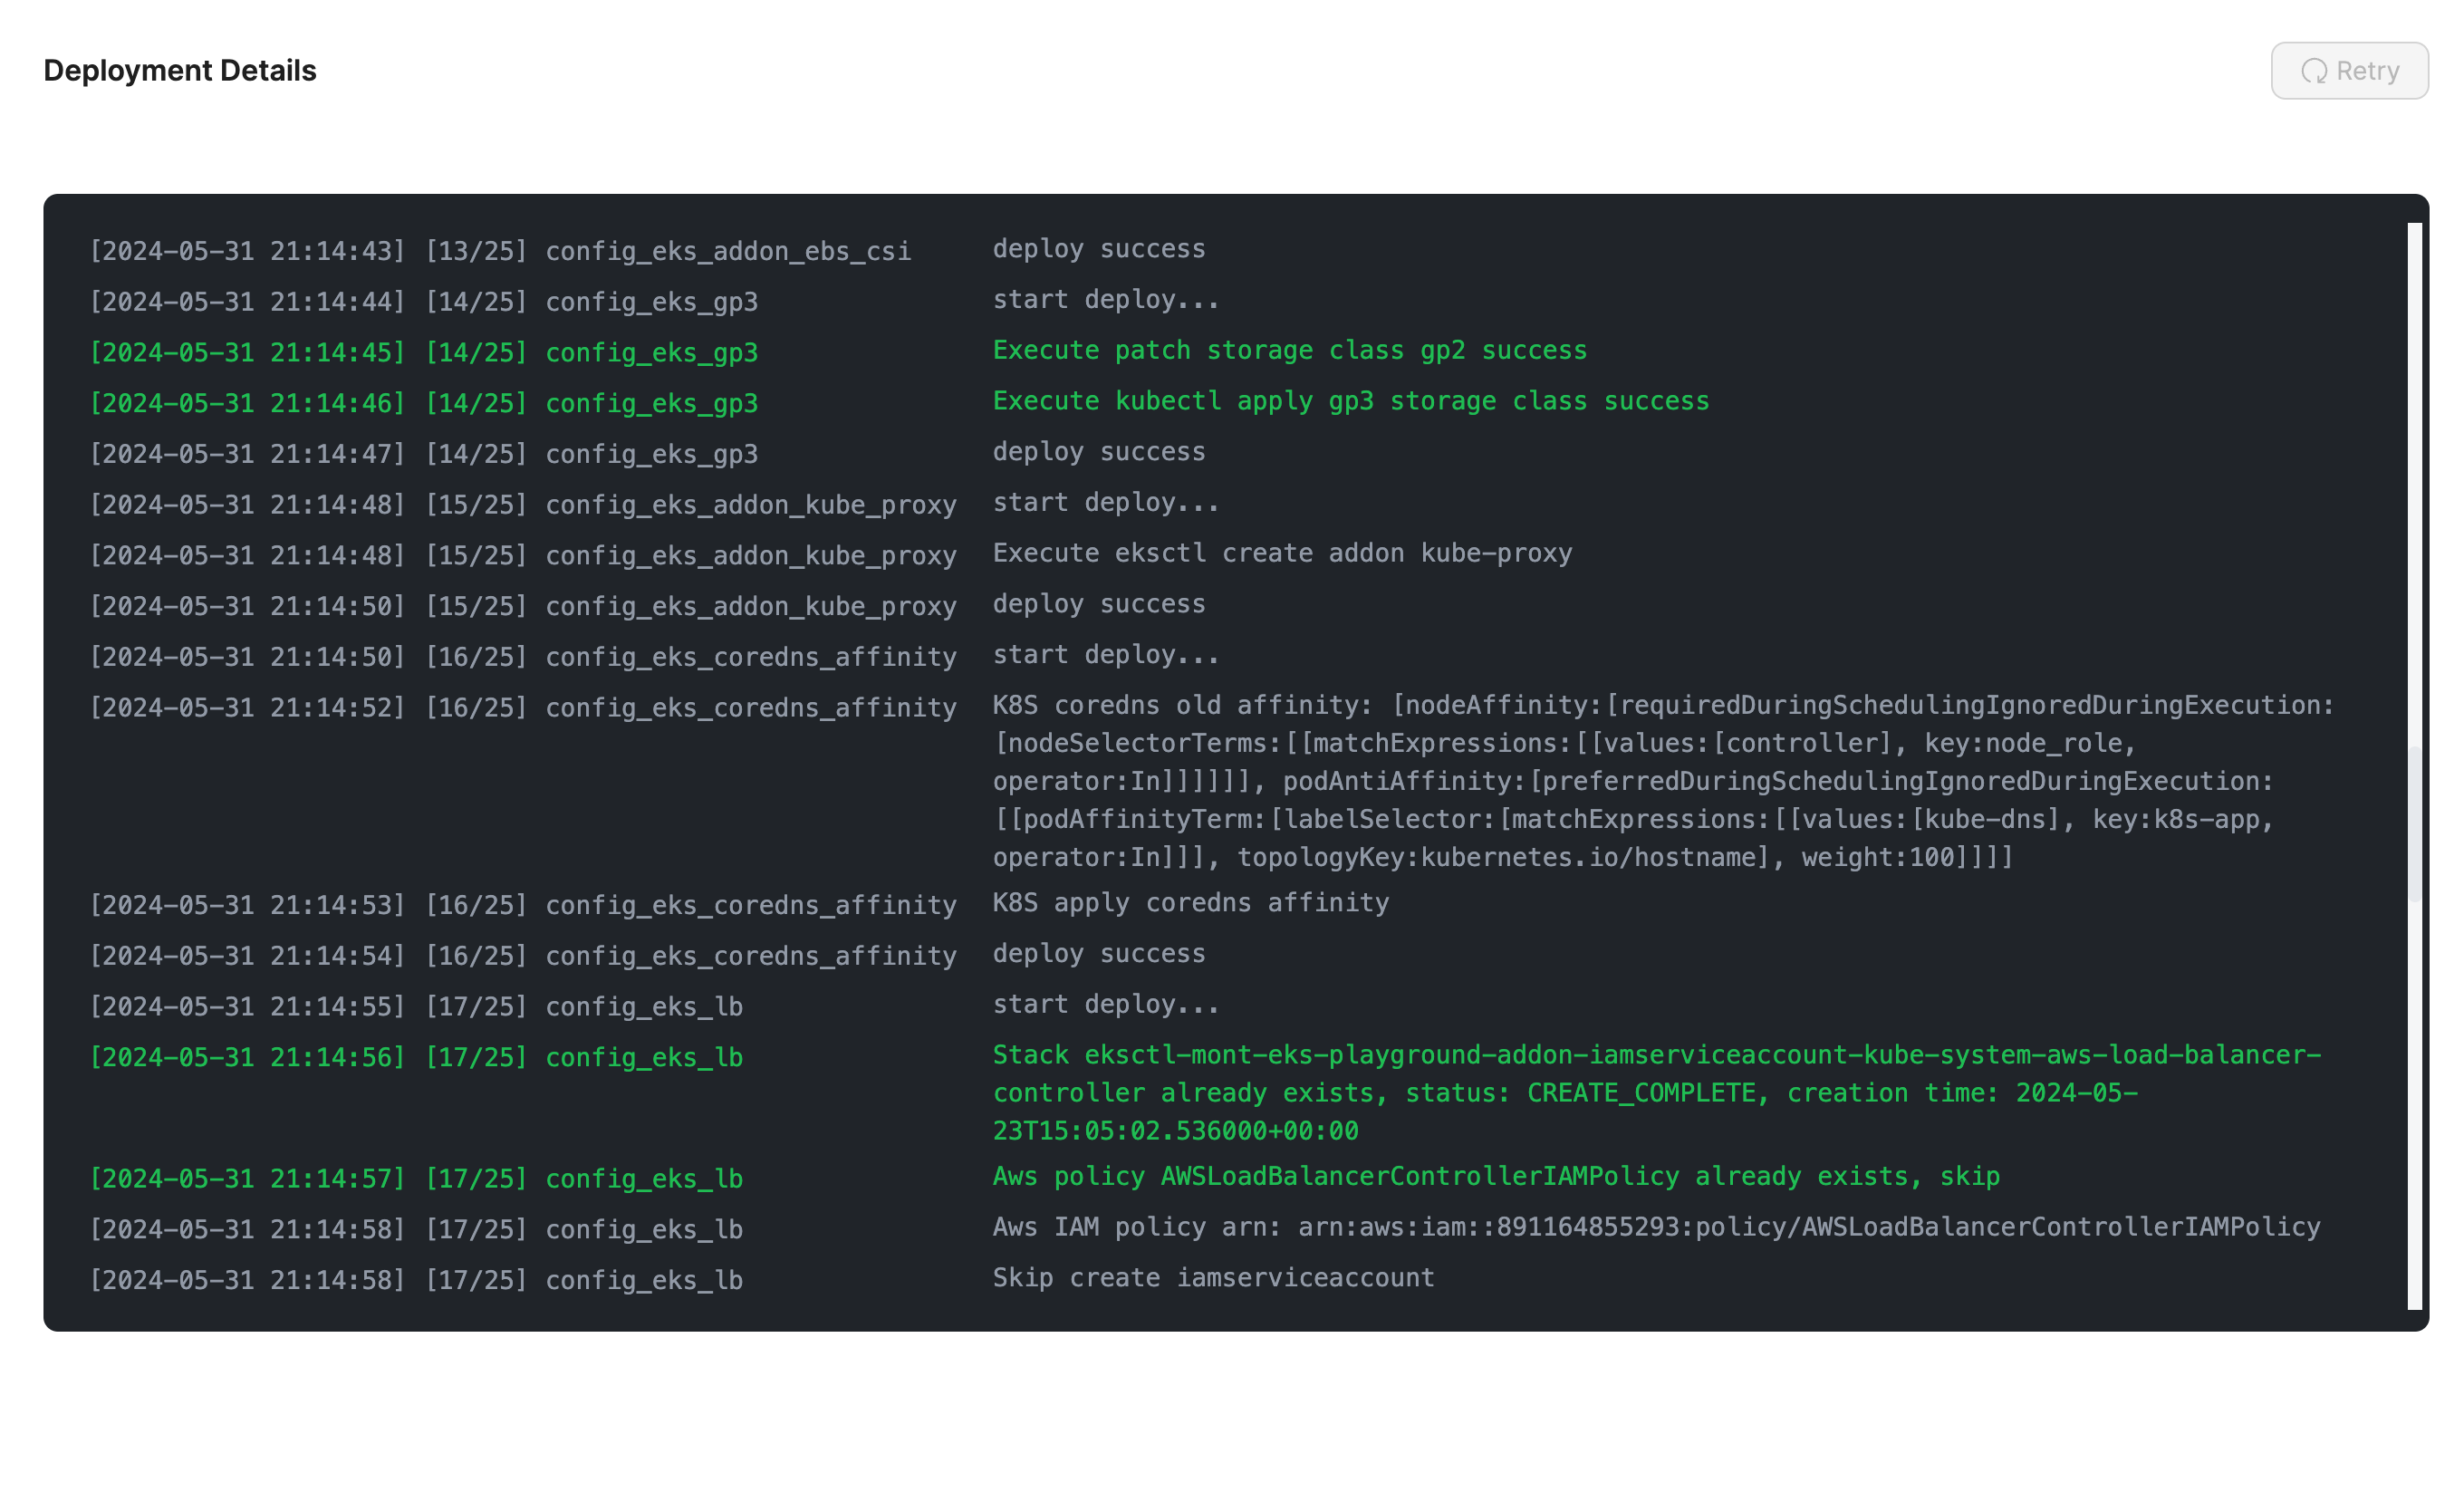 Deployment Details
Retry
[2024-05-31 21:14:43] [13/25] config_eks_addon_ebs_csi deploy success
[2024-05-31 21:14:44] [14/25] config_eks_gp3 start deploy...
[2024-05-31 21:14:45] [14/25] config_eks_gp3 Execute patch storage class gp2 success
[2024-05-31 21:14:46] [14/25] config_eks_gp3 Execute kubectl apply gp3 storage class success
[2024-05-31 21:14:47] [14/25] config_eks_gp3 deploy success
[2024-05-31 21:14:48] [15/25] config_eks_addon_kube_proxy start deploy...
[2024-05-31 21:14:48] [15/25] config_eks_addon_kube_proxy Execute eksctl create addon kube-proxy
[2024-05-31 21:14:50] [15/25] config_eks_addon_kube_proxy deploy success
[2024-05-31 21:14:50] [16/25] config_eks_coredns_affinity start deploy...
[2024-05-31 21:14:52] [16/25] config_eks_coredns_affinity K8S coredns old affinity: [nodeAffinity:[requiredDuringSchedulingIgnoredDuringExecution:
[nodeSelectorTerms:[[matchExpressions:[[values:[controller], key:node_role,
operator:In]]]]]], podAntiAffinity:[preferredDuringSchedulingIgnoredDuringExecution:
[[podAffinityTerm:[labelSelector:[matchExpressions:[[values:[kube-dns], key:k8s-app,
operator:In]]], topologyKey:kubernetes.io/hostname], weight:100]]]]
[2024-05-31 21:14:53] [16/25] config_eks_coredns_affinity K8S apply coredns affinity
[2024-05-31 21:14:54] [16/25] config_eks_coredns_affinity deploy success
[2024-05-31 21:14:55] [17/25] config_eks_lb start deploy...
[2024-05-31 21:14:56] [17/25] config_eks_lb Stack eksctl-mont-eks-playground-addon-iamserviceaccount-kube-system-aws-load-balancer-
controller already exists, status: CREATE_COMPLETE, creation time: 2024-05-
23T15:05:02.536000+00:00
[2024-05-31 21:14:57] [17/25] config_eks_lb Aws policy AWSLoadBalancerControllerIAMPolicy already exists, skip
[2024-05-31 21:14:58] [17/25] config_eks_lb Aws IAM policy arn: arn:aws:iam::891164855293:policy/AWSLoadBalancerControllerIAMPolicy
[2024-05-31 21:14:58] [17/25] config_eks_lb Skip create iamserviceaccount